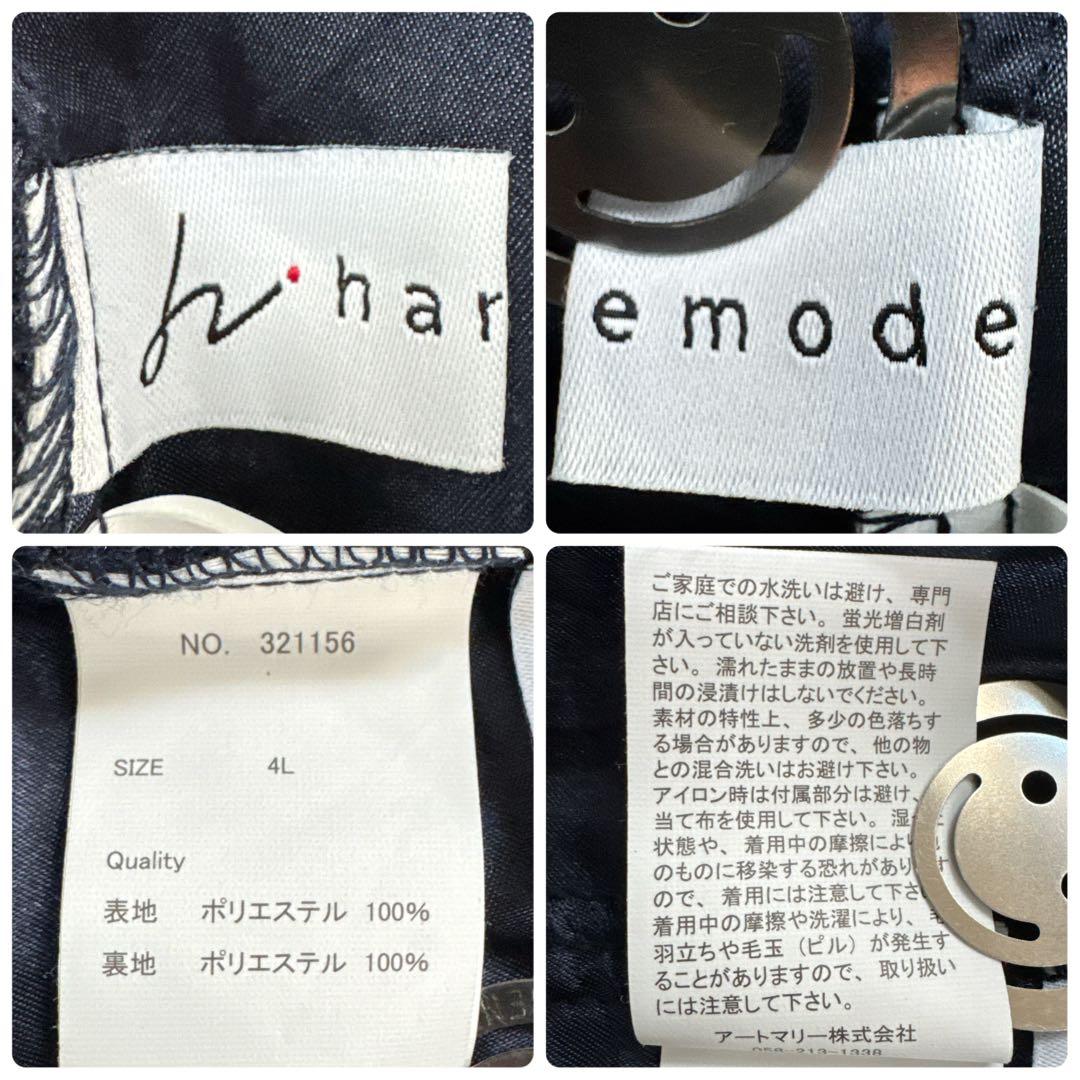 h・har
emode
NO. 321156
SIZE 4L
Quality
表地 ポリエステル 100%
裏地 ポリエステル 100%
ご家庭での水洗いは避け、専門
店にご相談下さい。蛍光増白剤
が入っていない洗剤を使用して下
さい。濡れたままの放置や長時
間の浸漬けはしないでください。
素材の特性上、多少の色落ちす
る場合がありますので、他の物
との混合洗いはお避け下さい。
アイロン時は付属部分は避け、
当て布を使用して下さい。湿
状態や、着用中の摩擦によ
のものに移染する恐れがあ す
ので、着用には注意して下さ
着用中の摩擦や洗濯により、毛
羽立ちや毛玉（ピル）が発生す
ることがありますので、取り扱い
には注意して下さい。
アートマリー株式会社
058-213-1338